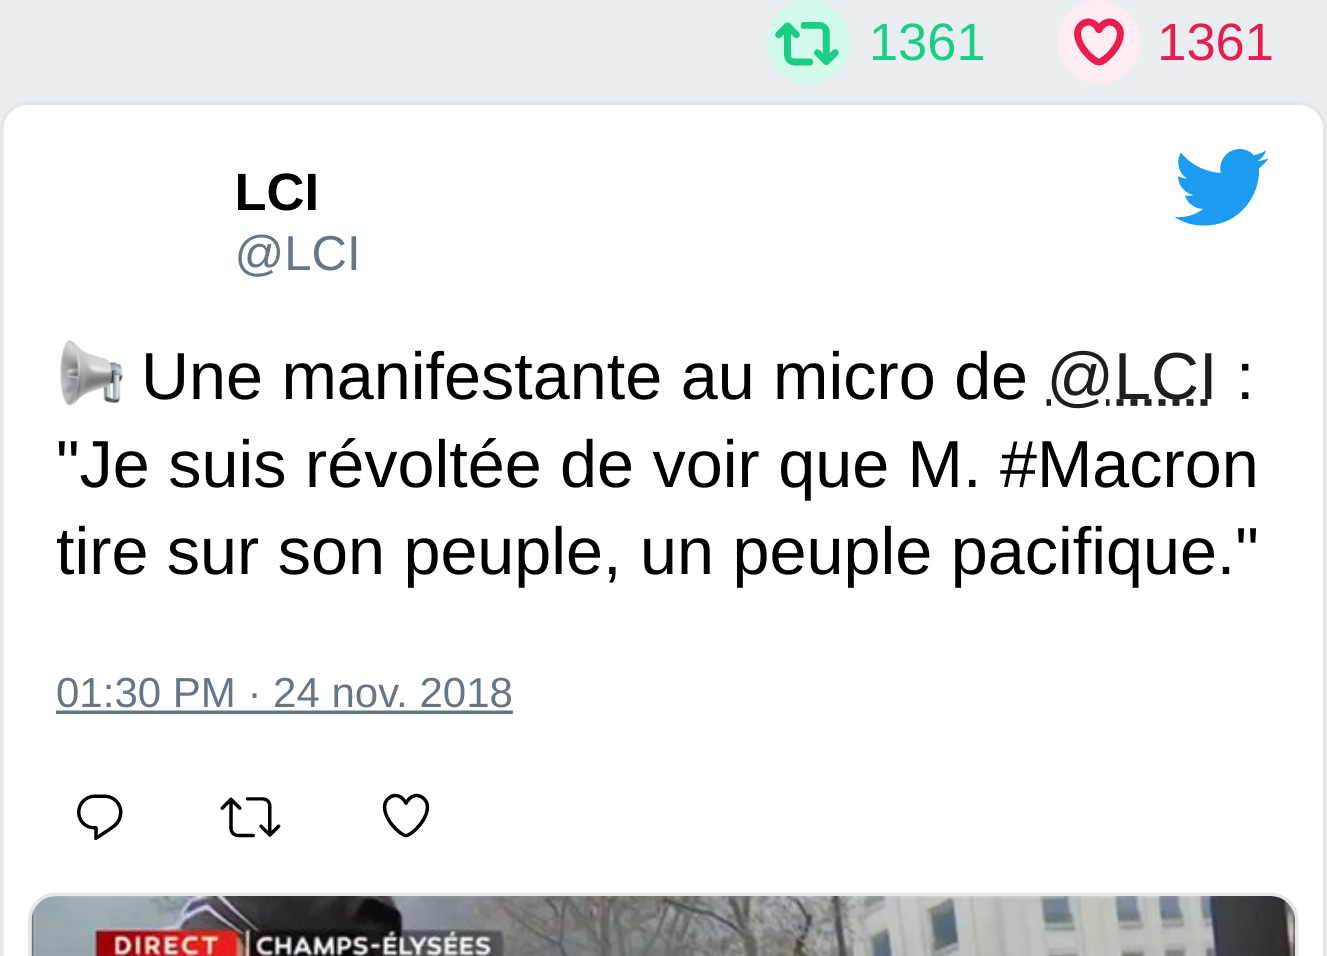 1361 1361
LCI
@LCI
📢 Une manifestante au micro de @LCI :
"Je suis révoltée de voir que M. #Macron
tire sur son peuple, un peuple pacifique."
01:30 PM · 24 nov. 2018
DIRECT CHAMPS-ÉLYSÉES